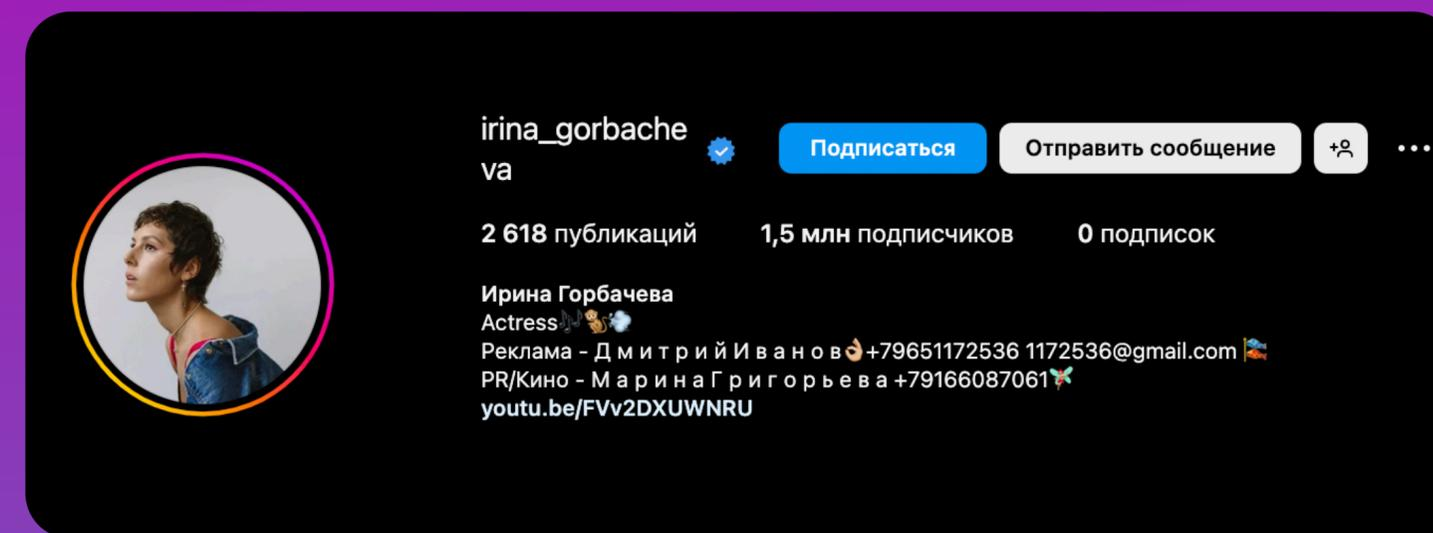 irina_gorbache
va
Подписаться
Отправить сообщение
2 618 публикаций 1,5 млн подписчиков 0 подписок
Ирина Горбачева
Actress🎶🐒💨
Реклама - Д м и т р и й И в а н о в👌🏼+79651172536 1172536@gmail.com 🎏
PR/Кино - М а р и н а Г р и г о р ь е в а +79166087061🧚🏻‍♀️
youtu.be/FVv2DXUWNRU